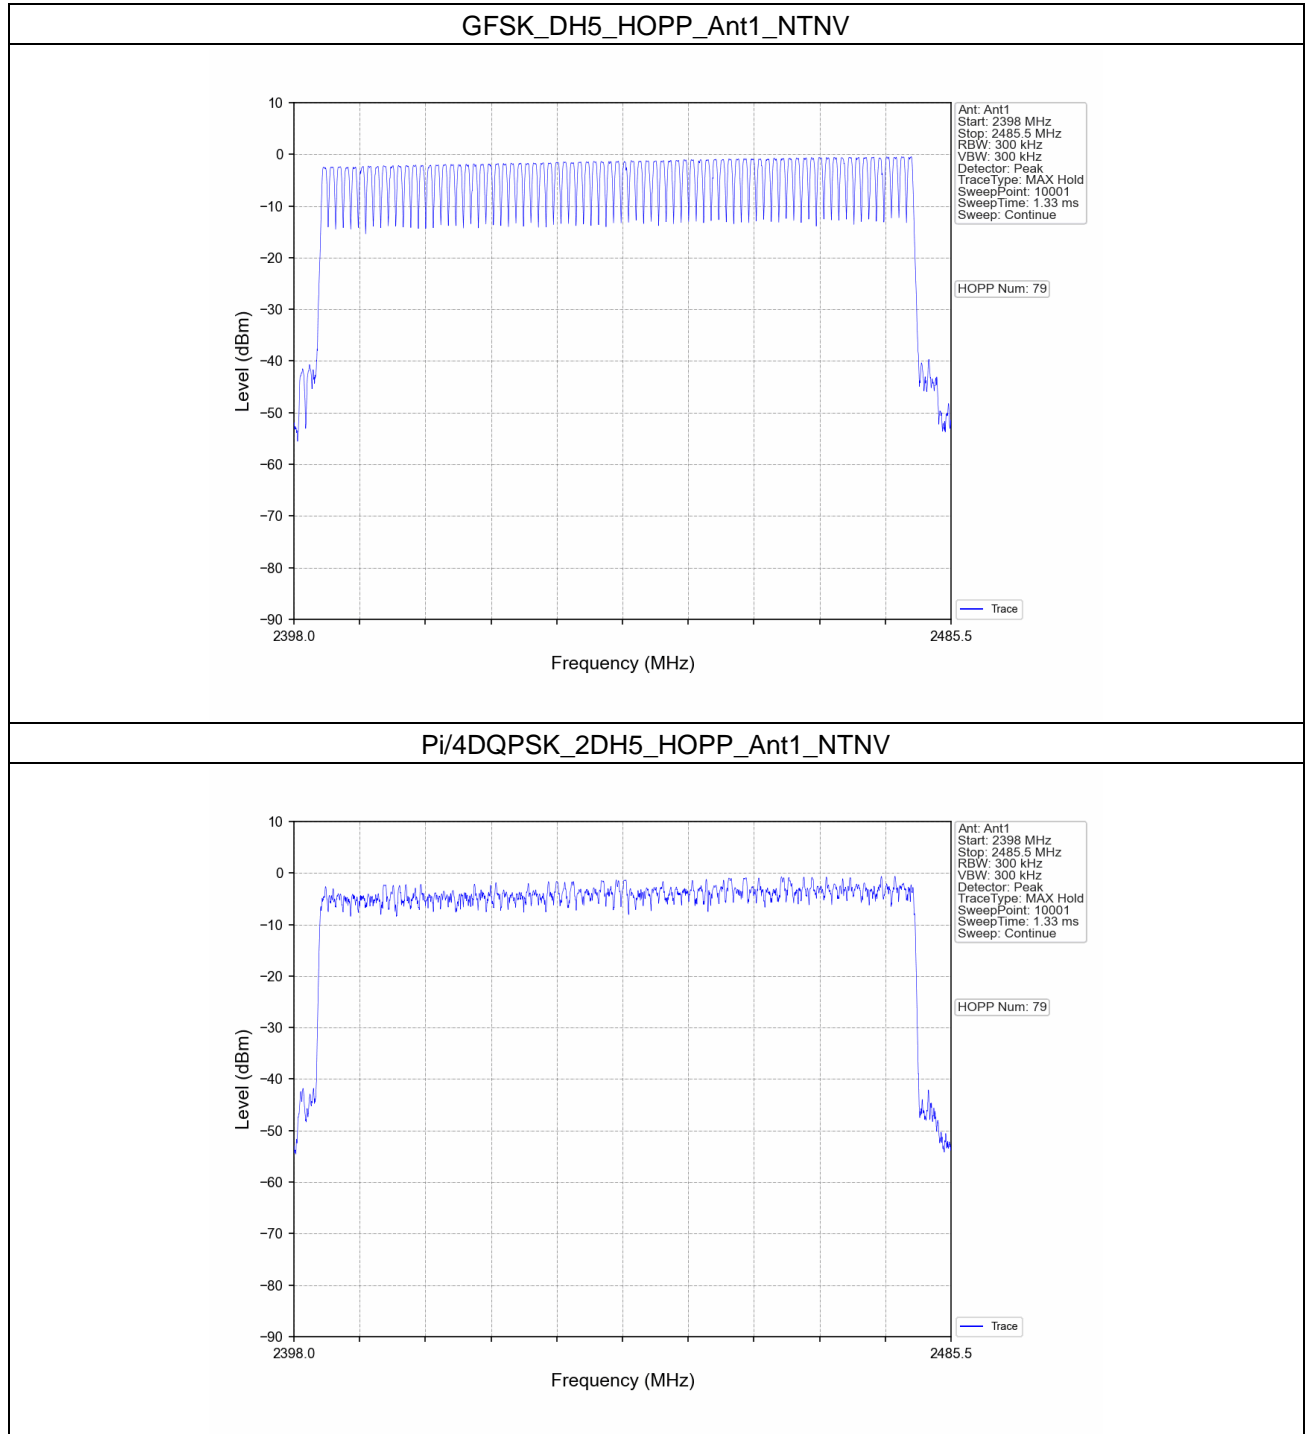 GFSK_DH5_HOPP_Ant1_NTNV
10
0
−10
−20
−30
−40
−50
−60
−70
−80
−90
Level (dBm)
2398.0
2485.5
Frequency (MHz)
Ant: Ant1
Start: 2398 MHz
Stop: 2485.5 MHz
RBW: 300 kHz
VBW: 300 kHz
Detector: Peak
TraceType: MAX Hold
SweepPoint: 10001
SweepTime: 1.33 ms
Sweep: Continue
HOPP Num: 79
Trace
Pi/4DQPSK_2DH5_HOPP_Ant1_NTNV
10
0
−10
−20
−30
−40
−50
−60
−70
−80
−90
Level (dBm)
2398.0
2485.5
Frequency (MHz)
Ant: Ant1
Start: 2398 MHz
Stop: 2485.5 MHz
RBW: 300 kHz
VBW: 300 kHz
Detector: Peak
TraceType: MAX Hold
SweepPoint: 10001
SweepTime: 1.33 ms
Sweep: Continue
HOPP Num: 79
Trace